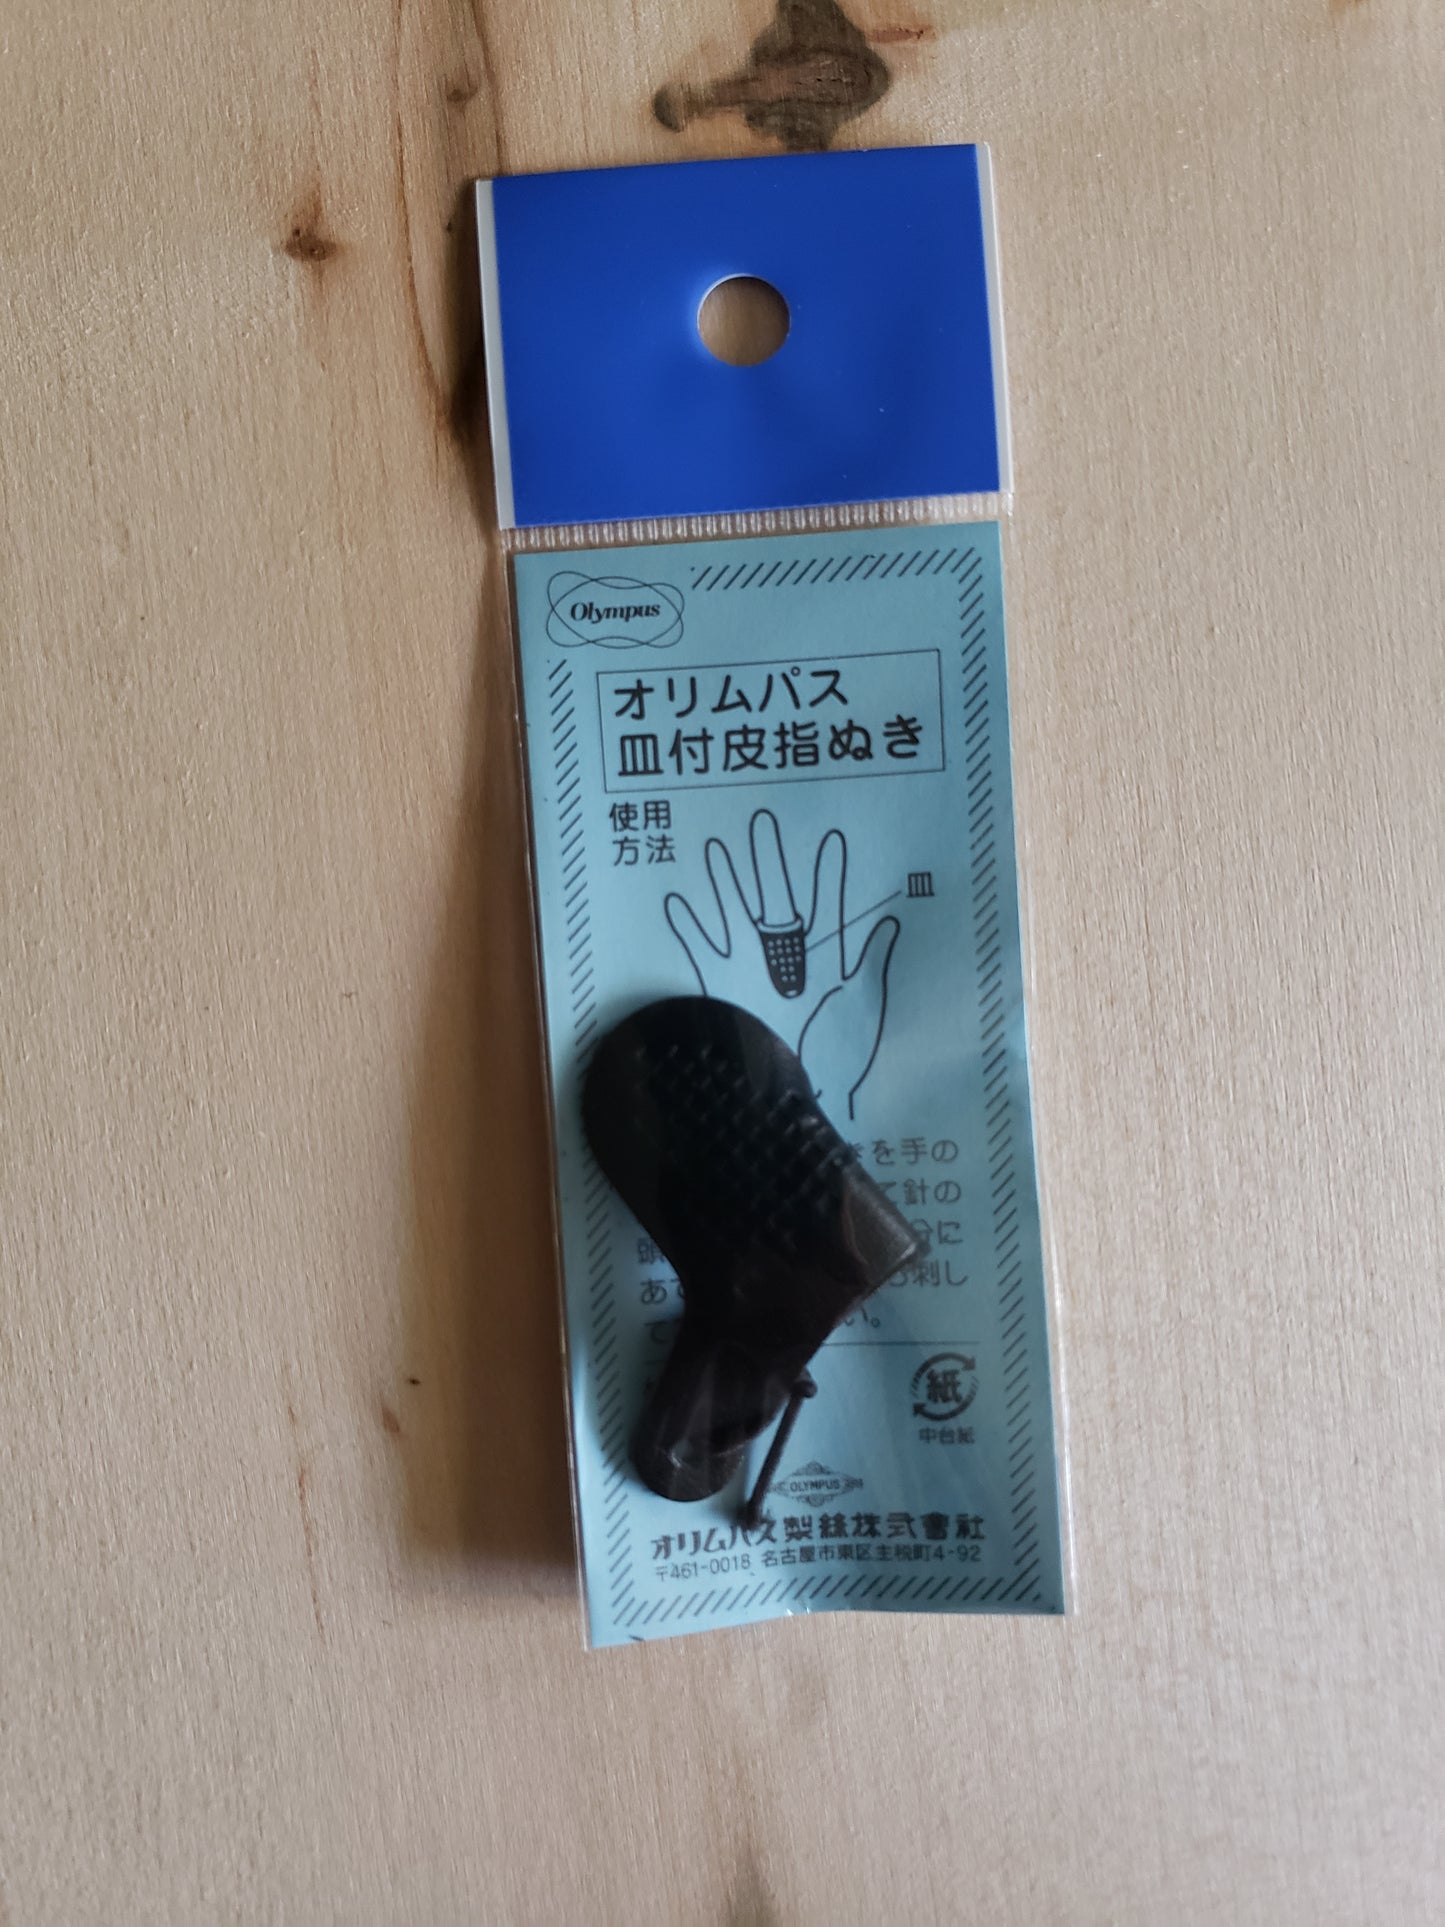 Olympus
オリムパス
皿付皮指ぬき
使用
方法
皿
を手の
て針の
に
あ 刺し
て い。
紙
中台紙
OLYMPUS
オリムパス製絲株式會社
〒461-0018 名古屋市東区主税町4-92